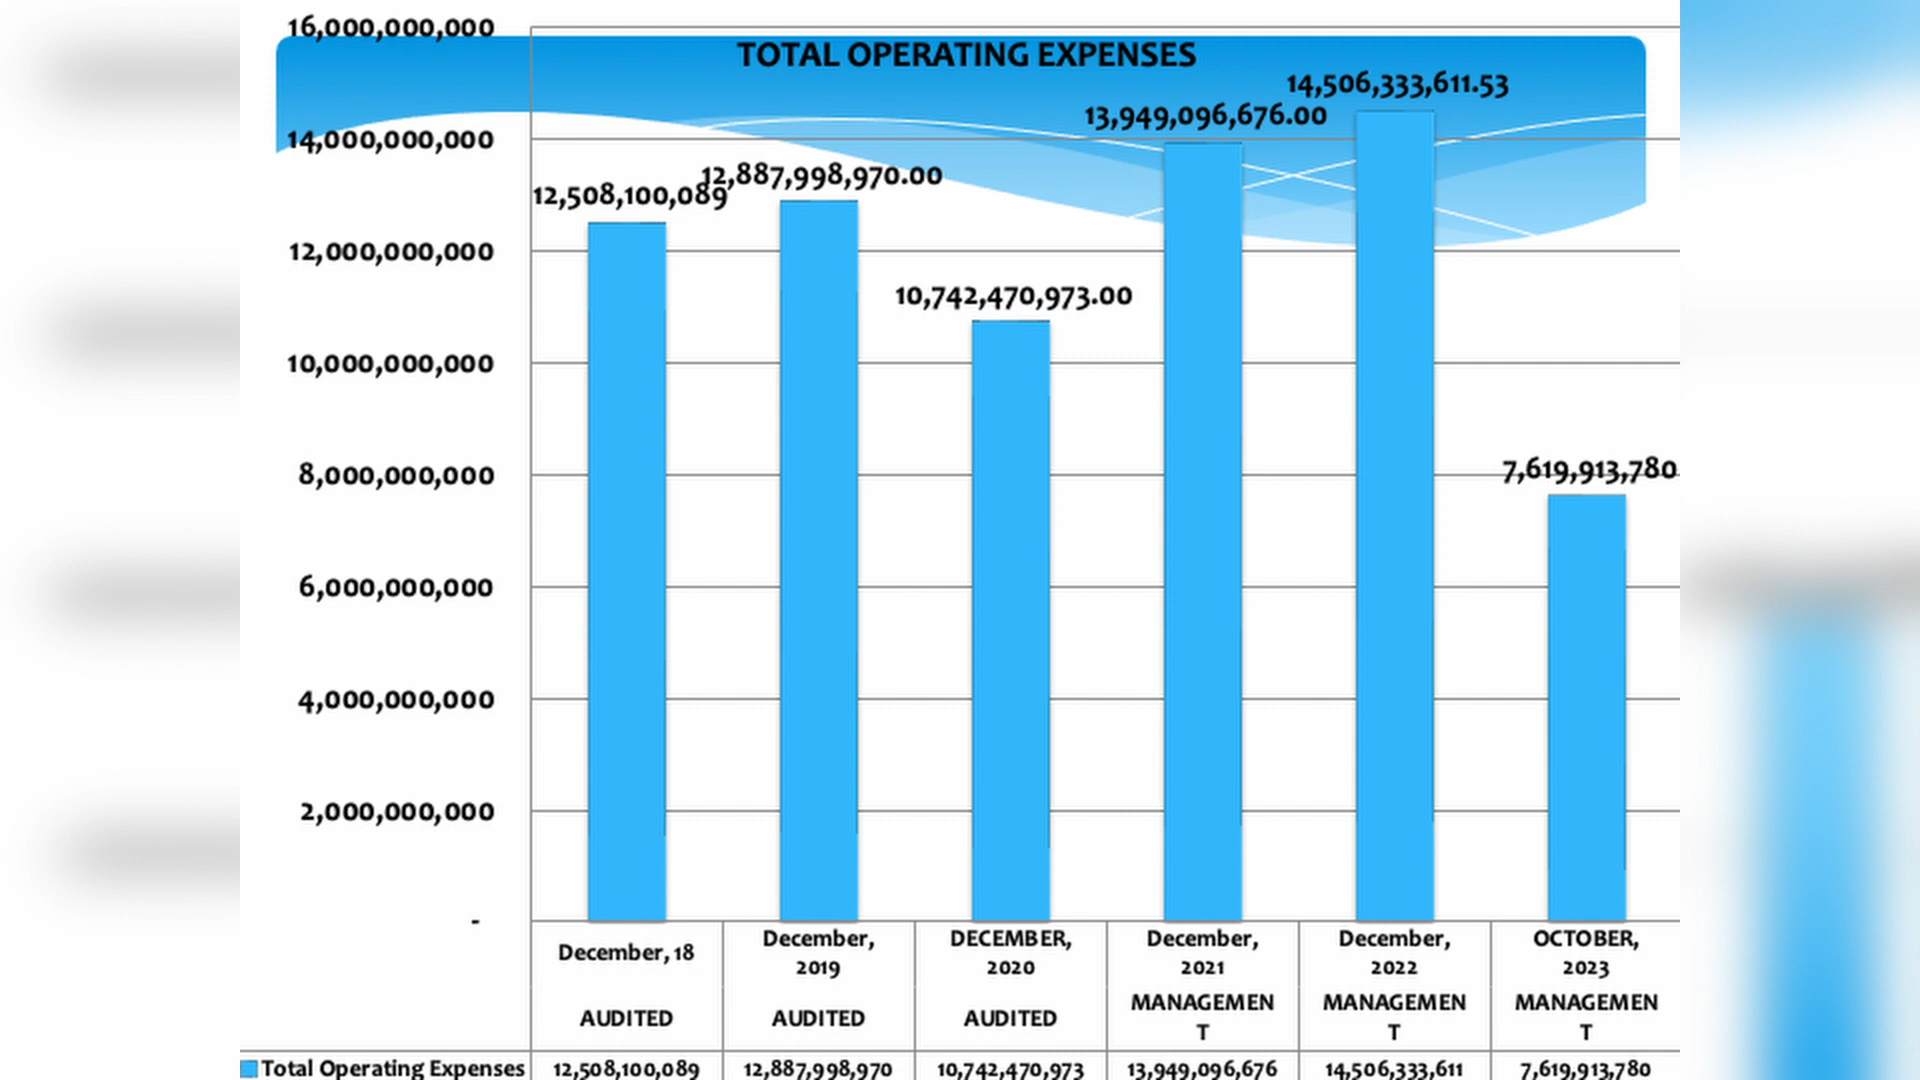 16,000,000,000
TOTAL OPERATING EXPENSES
14,506,333,611.53
13,949,096,676.00
14,000,000,000
12,887,998,970.00
12,508,100,089
12,000,000,000
10,742,470,973.00
10,000,000,000
8,000,000,000
7,619,913,780
6,000,000,000
4,000,000,000
2,000,000,000
-
December, 18
December, 2019
DECEMBER, 2020
December, 2021
December, 2022
OCTOBER, 2023
AUDITED
AUDITED
AUDITED
MANAGEMEN
T
MANAGEMEN
T
MANAGEMEN
T
Total Operating Expenses 12,508,100,089 12,887,998,970 10,742,470,973 13,949,096,676 14,506,333,611 7,619,913,780